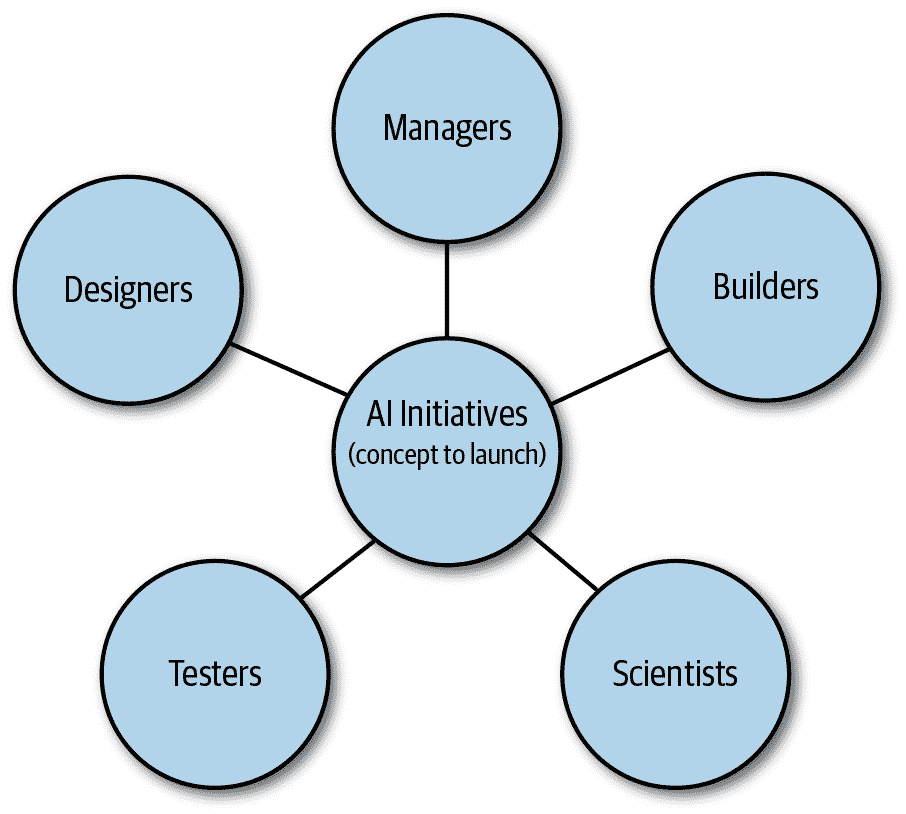 Managers
Designers
Builders
AI Initiatives
(concept to launch)
Testers
Scientists